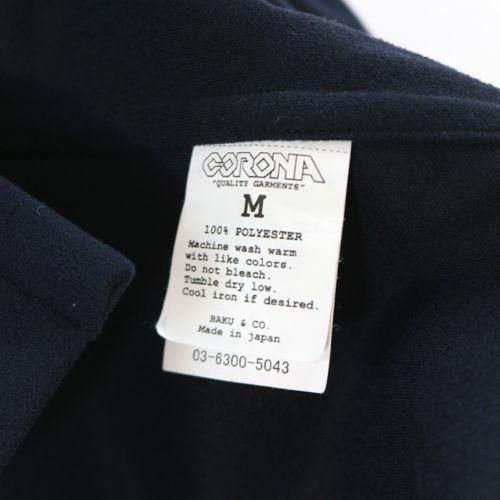 CORONA
"QUALITY GARMENTS"
M
100% POLYESTER
Machine wash warm
with like colors.
Do not bleach.
Tumble dry low.
Cool iron if desired.
BAKU & CO.
Made in japan
03-6300-5043